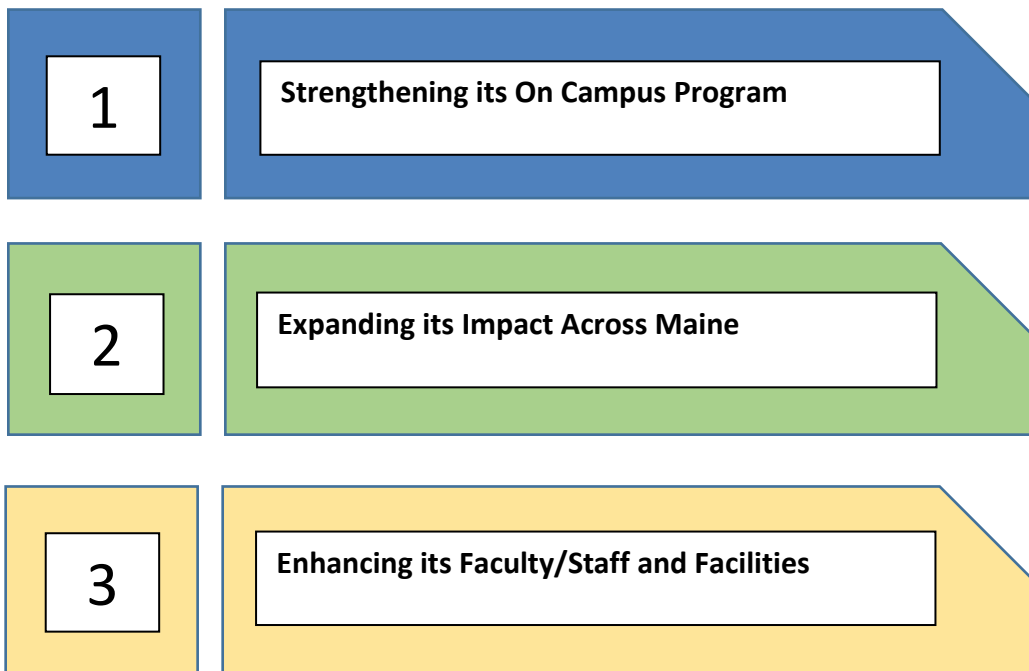 1
Strengthening its On Campus Program
2
Expanding its Impact Across Maine
3
Enhancing its Faculty/Staff and Facilities